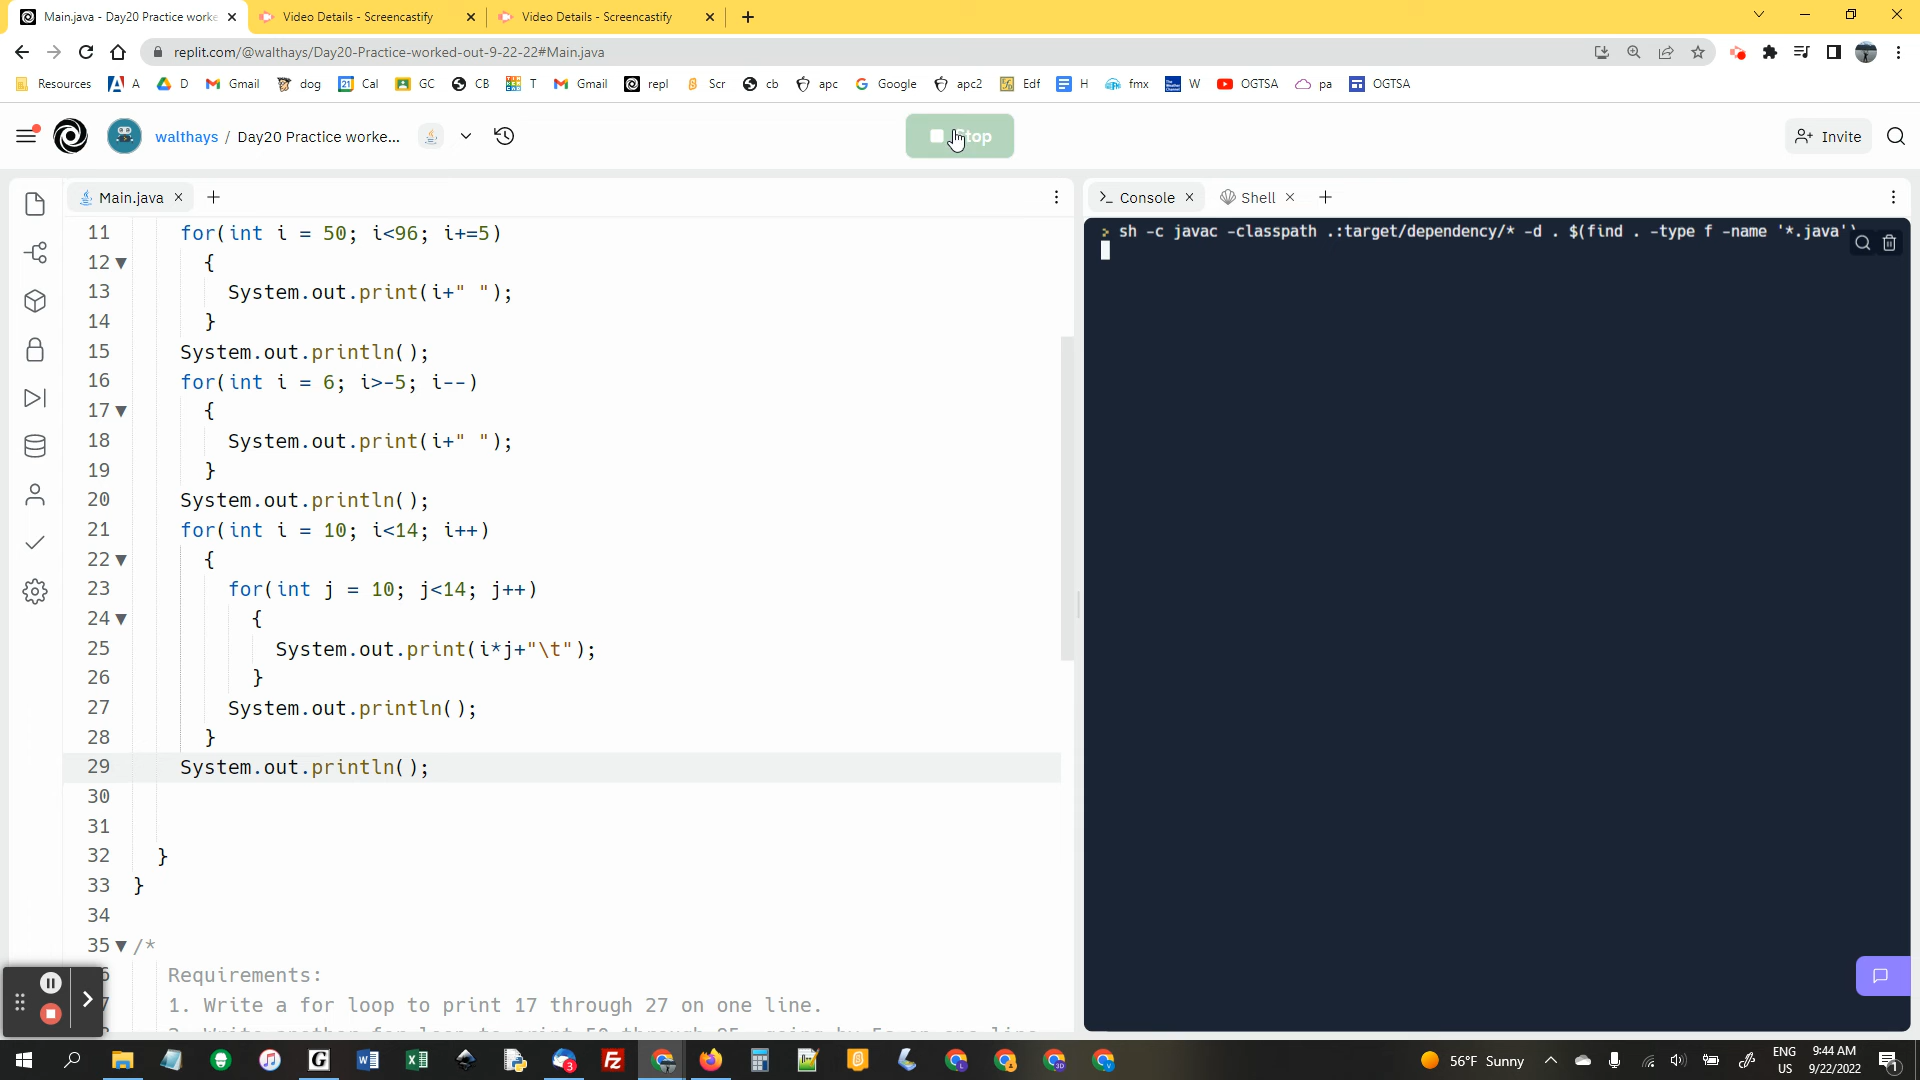 Main.java - Day20 Practice worke
Video Details - Screencastify
Video Details - Screencastify
replit.com/@walthays/Day20-Practice-worked-out-9-22-22#Main.java
Resources A D Gmail dog Cal GC CB T Gmail repl Scr cb apc Google apc2 Edf H fmx W OGTSA pa OGTSA
walthays / Day20 Practice worke...
Stop
Invite
Main.java
Console
Shell
11 for(int i = 50; i<96; i+=5)
12 {
13 System.out.print(i+" ");
14 }
15 System.out.println();
16 for(int i = 6; i>-5; i--)
17 {
18 System.out.print(i+" ");
19 }
20 System.out.println();
21 for(int i = 10; i<14; i++)
22 {
23 for(int j = 10; j<14; j++)
24 {
25 System.out.print(i*j+"\t");
26 }
27 System.out.println();
28 }
29 System.out.println();
30
31
32 }
33 }
34
35 /*
Requirements:
1. Write a for loop to print 17 through 27 on one line.
sh -c javac -classpath .:target/dependency/* -d . $(find . -type f -name '*.java')
56°F Sunny
ENG
US
9:44 AM
9/22/2022